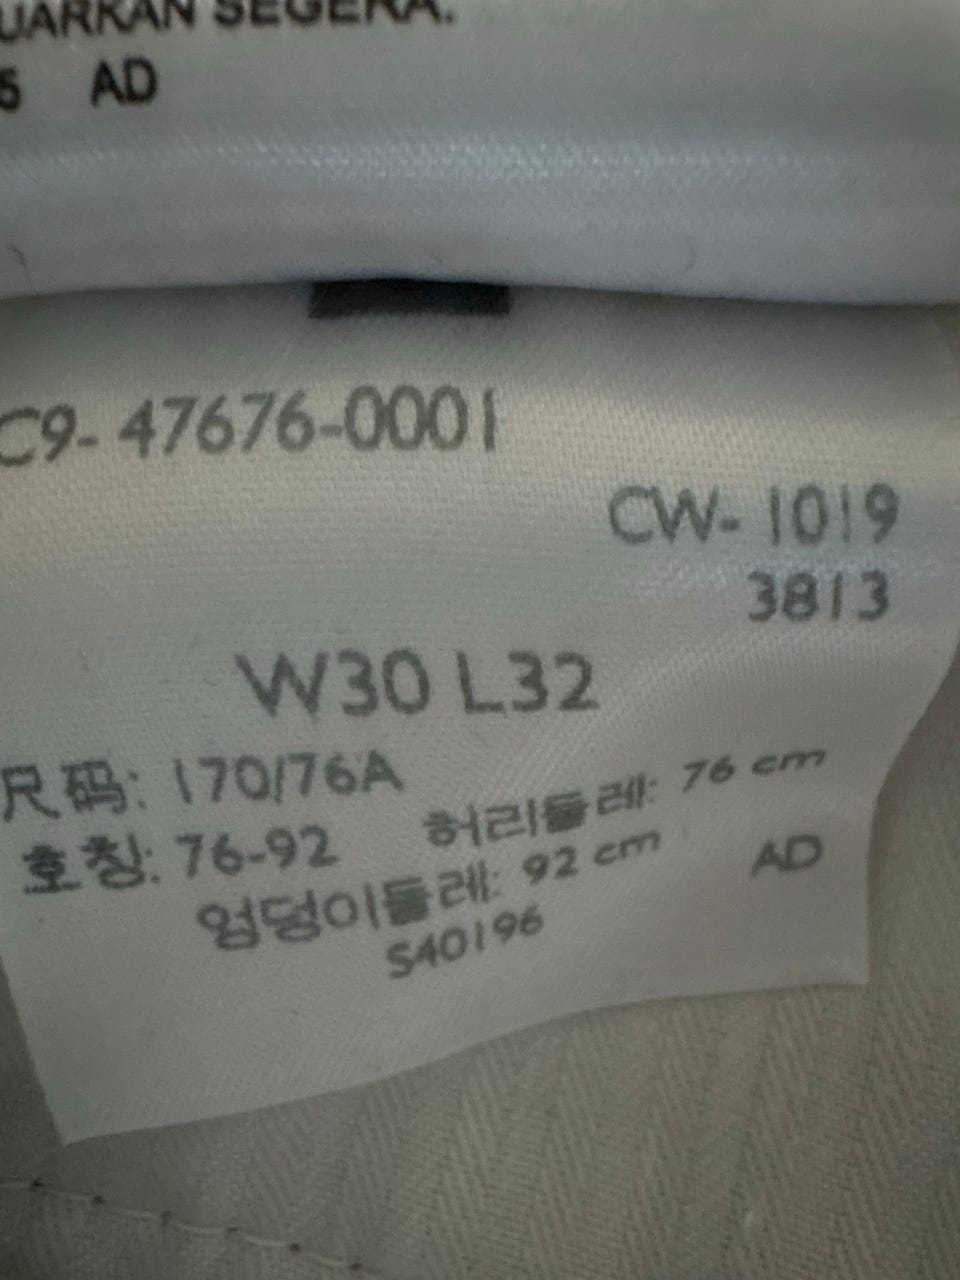 SEGERA.
5 AD
C9- 47676-0001
CW- 1019
3813
W30 L32
尺码: 170/76A
호칭: 76-92 허리둘레: 76 cm
엉덩이둘레: 92 cm AD
S40196